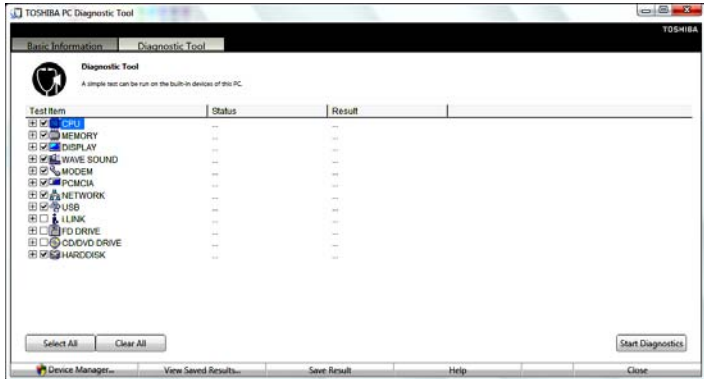 TOSHIBA PC Diagnostic Tool
TOSHIBA
Basic Information Diagnostic Tool
Diagnostic Tool
A simple test can be run on the built-in devices of this PC.
Test Item Status Result
CPU ... ...
MEMORY ... ...
DISPLAY ... ...
WAVE SOUND ... ...
MODEM ... ...
PCMCIA ... ...
NETWORK ... ...
USB ... ...
i.LINK ... ...
FD DRIVE ... ...
CD/DVD DRIVE ... ...
HARDDISK ... ...
Select All Clear All Start Diagnostics
Device Manager... View Saved Results... Save Result Help Close